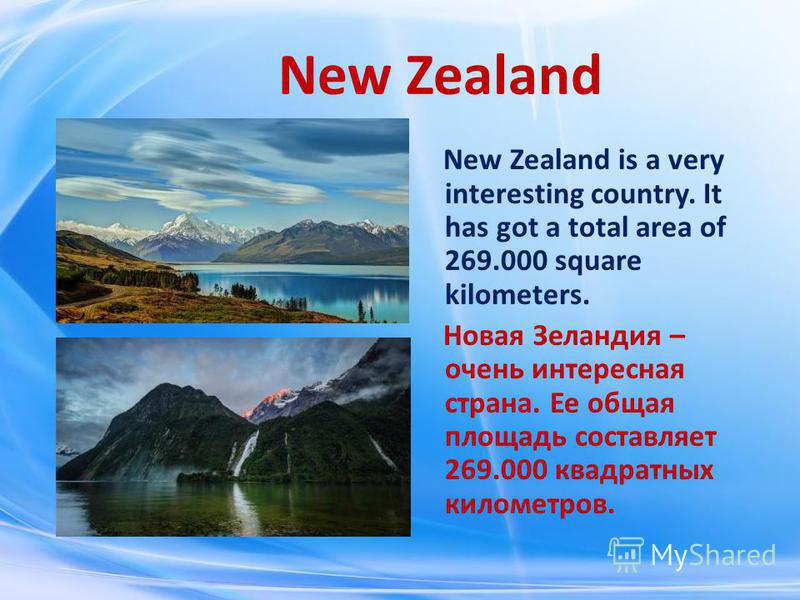 New Zealand
New Zealand is a very
interesting country. It
has got a total area of
269.000 square
kilometers.
Новая Зеландия –
очень интересная
страна. Ее общая
площадь составляет
269.000 квадратных
километров.
MyShared